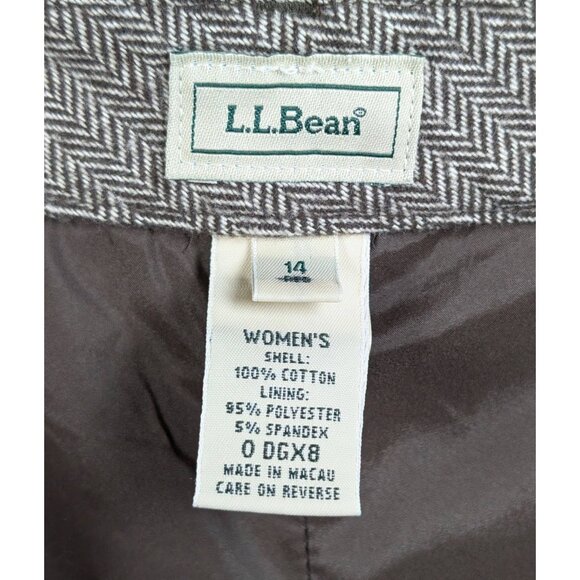 L.L.Bean®
14
REG
WOMEN'S
SHELL:
100% COTTON
LINING:
95% POLYESTER
5% SPANDEX
0 DGX8
MADE IN MACAU
CARE ON REVERSE